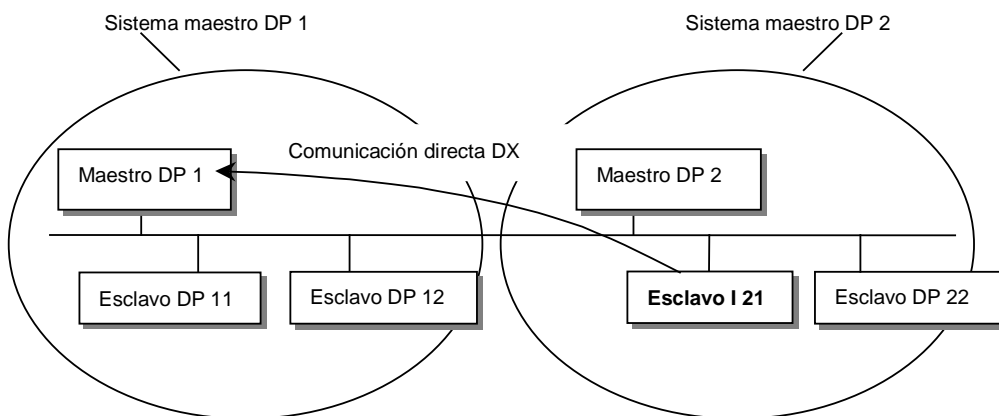 Sistema maestro DP 1
Sistema maestro DP 2
Comunicación directa DX
Maestro DP 1
Maestro DP 2
Esclavo DP 11
Esclavo DP 12
Esclavo I 21
Esclavo DP 22